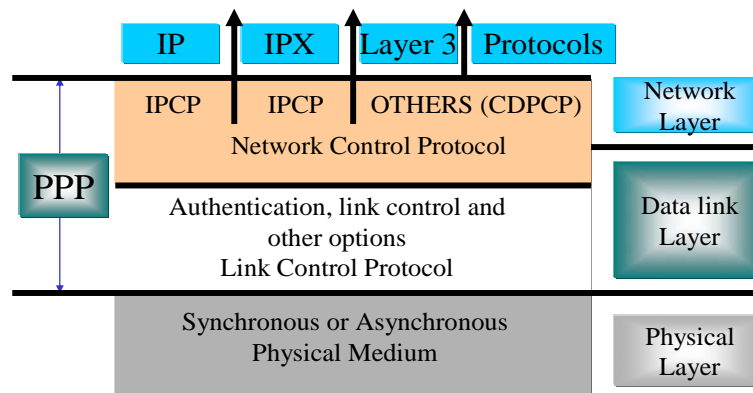 IP IPX Layer 3 Protocols
IPCP IPCP OTHERS (CDPCP)
Network Control Protocol
Network
Layer
PPP
Authentication, link control and
other options
Link Control Protocol
Data link
Layer
Synchronous or Asynchronous
Physical Medium
Physical
Layer